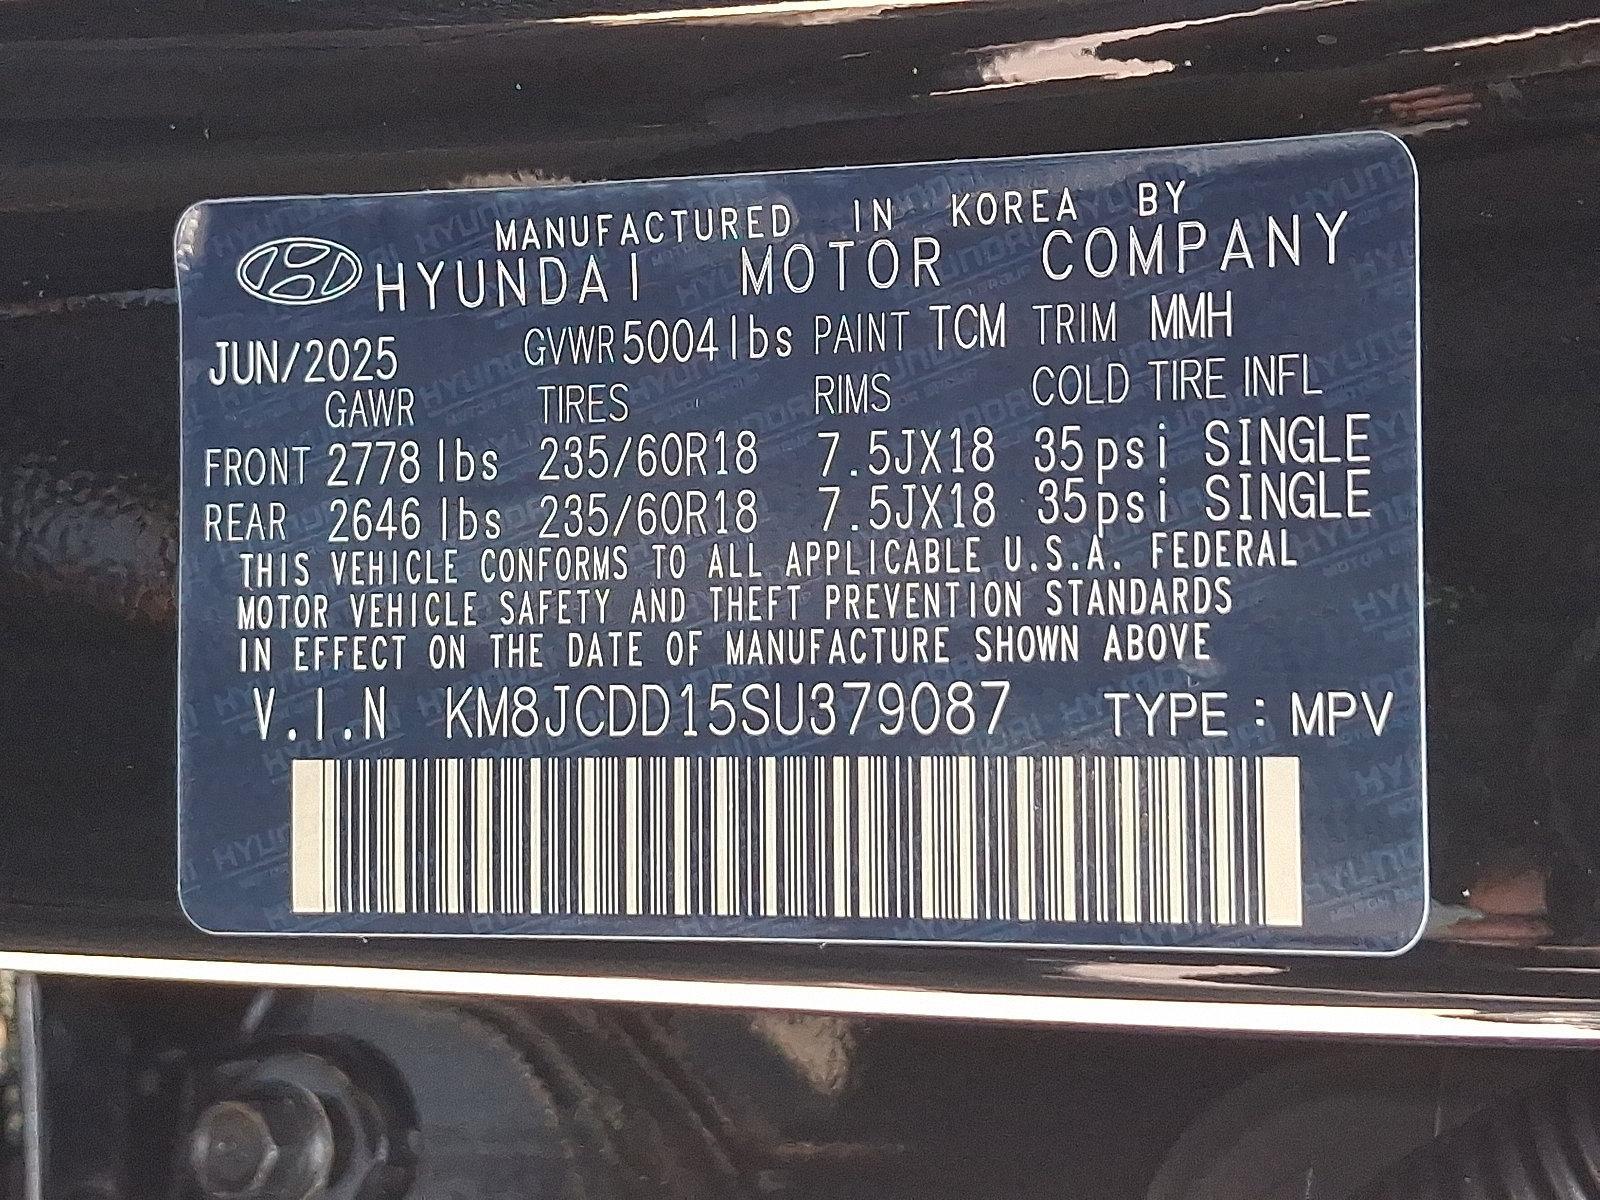 MANUFACTURED IN KOREA BY
HYUNDAI MOTOR COMPANY
JUN/2025 GVWR 5004 lbs PAINT TCM TRIM MMH
GAWR TIRES RIMS COLD TIRE INFL
FRONT 2778 lbs 235/60R18 7.5JX18 35psi SINGLE
REAR 2646 lbs 235/60R18 7.5JX18 35psi SINGLE
THIS VEHICLE CONFORMS TO ALL APPLICABLE U.S.A. FEDERAL
MOTOR VEHICLE SAFETY AND THEFT PREVENTION STANDARDS
IN EFFECT ON THE DATE OF MANUFACTURE SHOWN ABOVE
V.I.N KM8JCDD15SU379087 TYPE : MPV